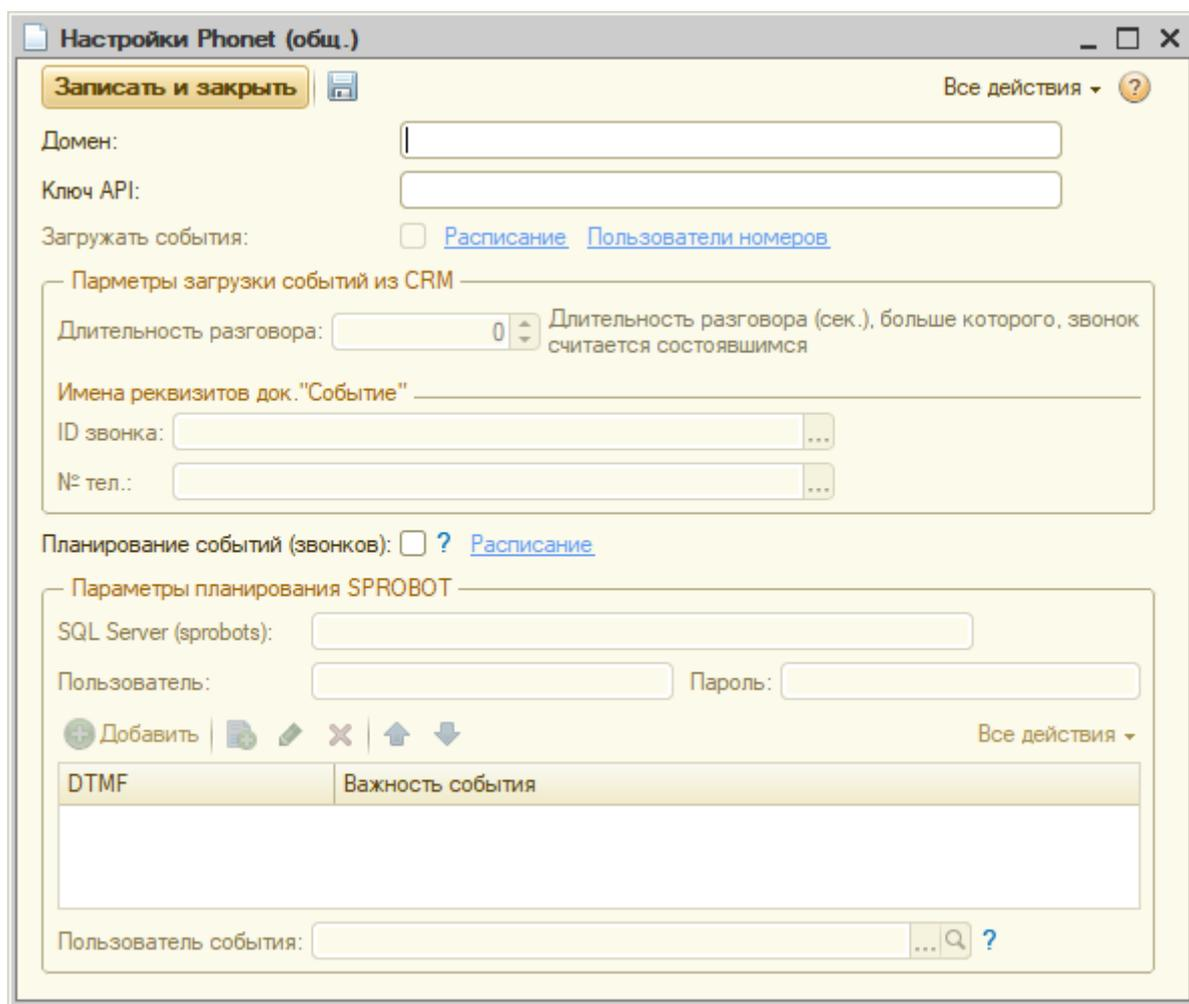 Настройки Phonet (общ.)
Записать и закрыть
Все действия
?
Домен:
Ключ API:
Загружать события: Расписание Пользователи номеров
Парметры загрузки событий из CRM
Длительность разговора: 0 Длительность разговора (сек.), больше которого, звонок
считается состоявшимся
Имена реквизитов док."Событие"
ID звонка: ...
№ тел.: ...
Планирование событий (звонков): ? Расписание
Параметры планирования SPROBOT
SQL Server (sprobots):
Пользователь: Пароль:
Добавить Все действия
DTMF Важность события
Пользователь события: ... ?